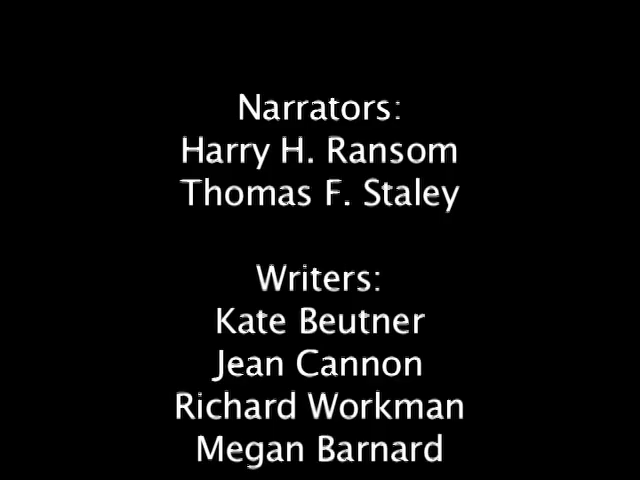 Narrators:
Harry H. Ransom
Thomas F. Staley
Writers:
Kate Beutner
Jean Cannon
Richard Workman
Megan Barnard